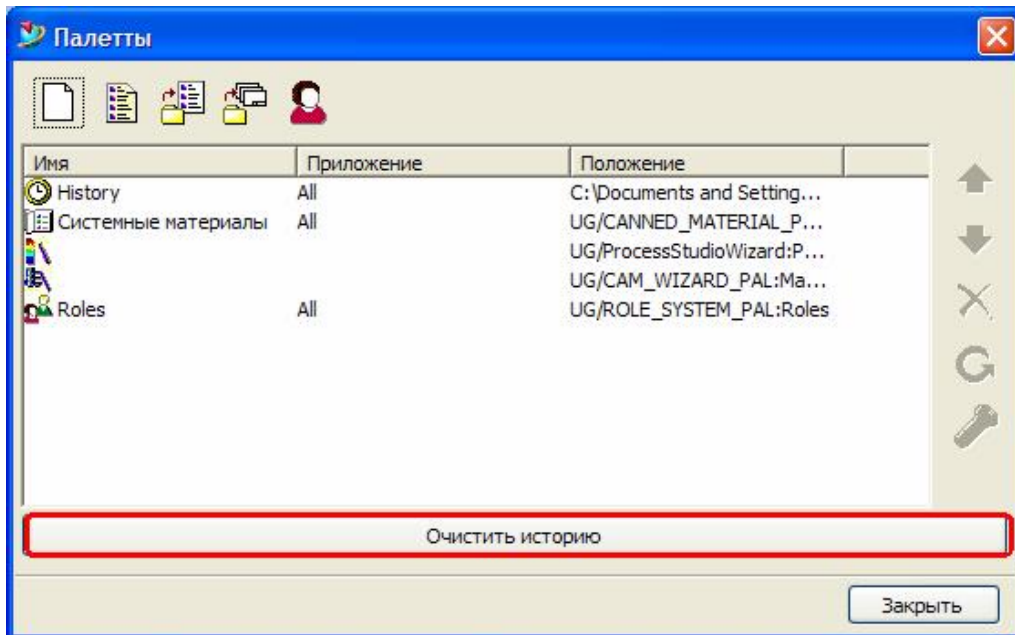 Палетты
Имя Приложение Положение
History All C:\Documents and Setting...
Системные материалы All UG/CANNED_MATERIAL_P...
UG/ProcessStudioWizard:P...
UG/CAM_WIZARD_PAL:Ma...
Roles All UG/ROLE_SYSTEM_PAL:Roles
Очистить историю
Закрыть